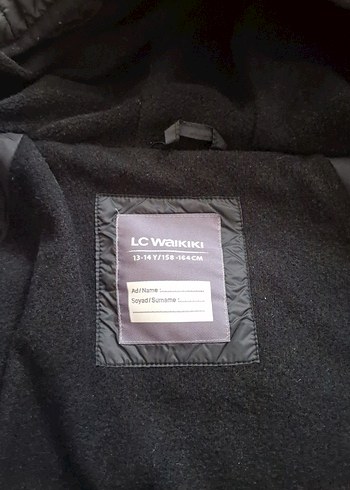 LC WAIKIKI
13-14 Y/158-164 CM
Ad/Name :....................
Soyad/Surname :............
..............................